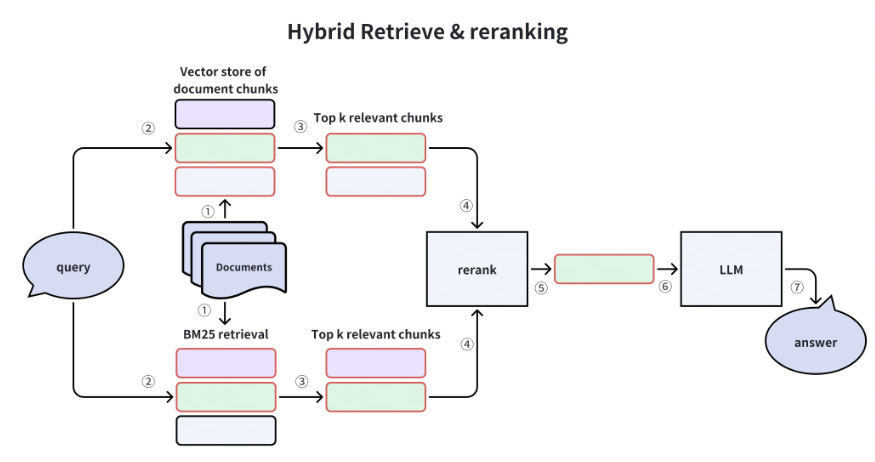 Hybrid Retrieve & reranking
Vector store of
document chunks
②
③
Top k relevant chunks
①
④
query
Documents
rerank
⑤
⑥
LLM
⑦
answer
①
BM25 retrieval
Top k relevant chunks
④
②
③